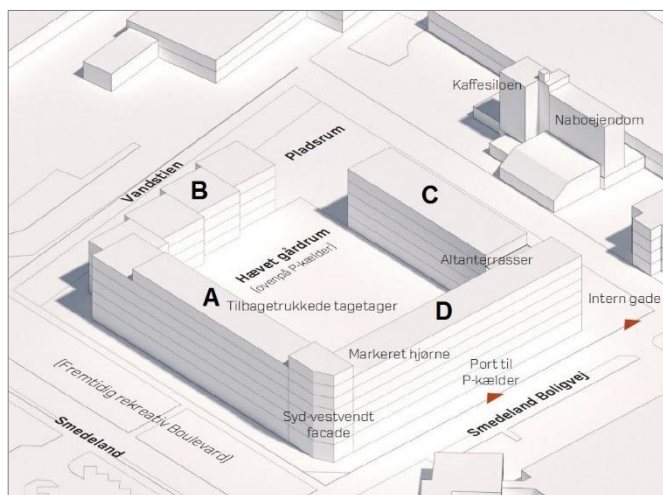 Kaffesiloen
Naboejendom
Pladsrum
Vandstien
B
C
Hævet gårdrum
(ovenpå P-kælder)
Altanterrasser
A
Tilbagetrukkede tagetager
D
Intern gade
Markeret hjørne
Port til
P-kælder
Smedeland Boligvej
Syd-vestvendt
facade
[Fremtidig rekreativ Boulevard]
Smedeland